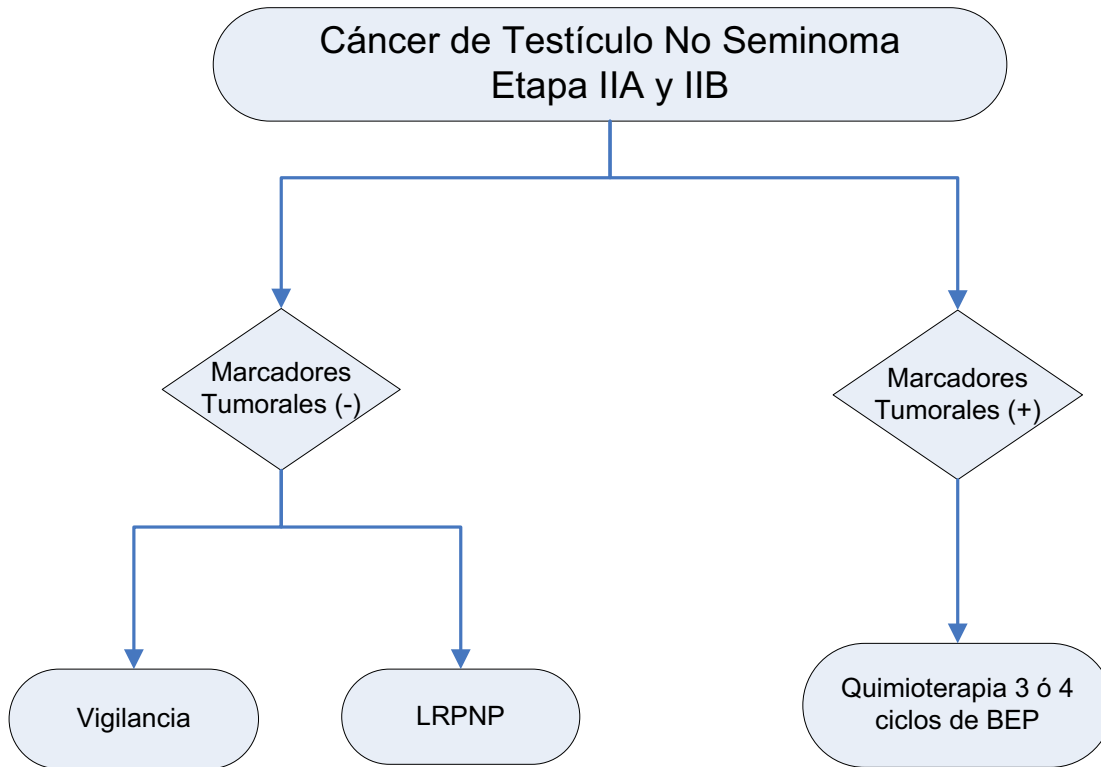 Cáncer de Testículo No Seminoma
Etapa IIA y IIB
Marcadores
Tumorales (-)
Marcadores
Tumorales (+)
Vigilancia
LRPNP
Quimioterapia 3 ó 4
ciclos de BEP